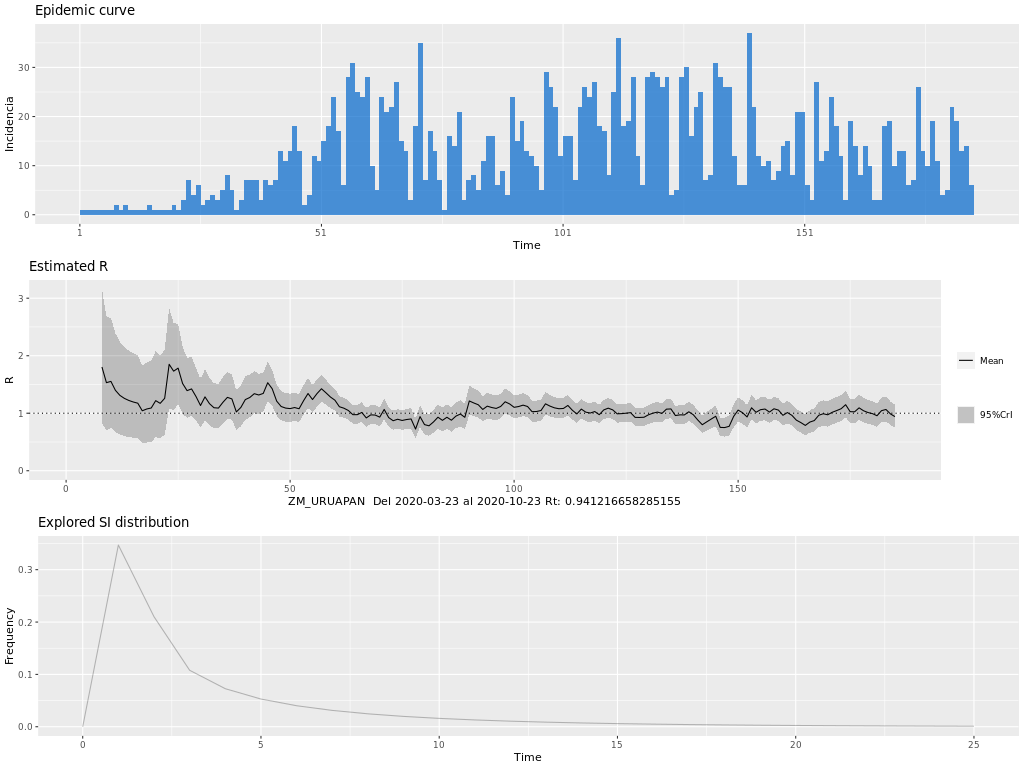 Epidemic curve
Incidencia
30
20
10
0
1
51
101
151
Time
Estimated R
R
3
2
1
0
0
50
100
150
Mean
95%CrI
ZM_URUAPAN  Del 2020-03-23 al 2020-10-23 Rt: 0.941216658285155
Explored SI distribution
Frequency
0.3
0.2
0.1
0.0
0
5
10
15
20
25
Time